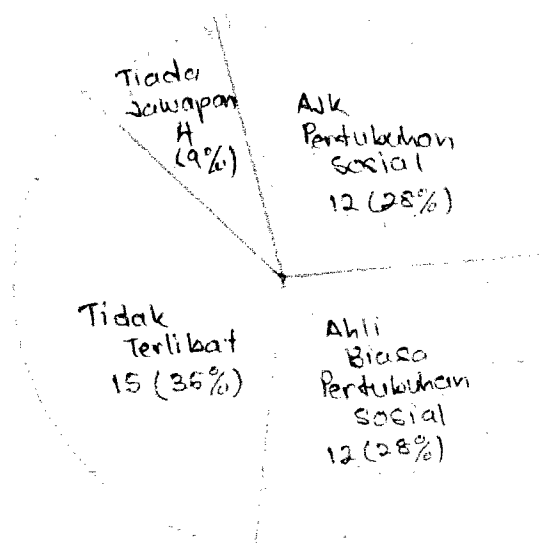 Tiada
Jawapan
4
(9%)
AJK
Pertubuhan
Sosial
12 (28%)
Tidak
Terlibat
15 (35%)
Ahli
Biasa
Pertubuhan
Sosial
12 (28%)